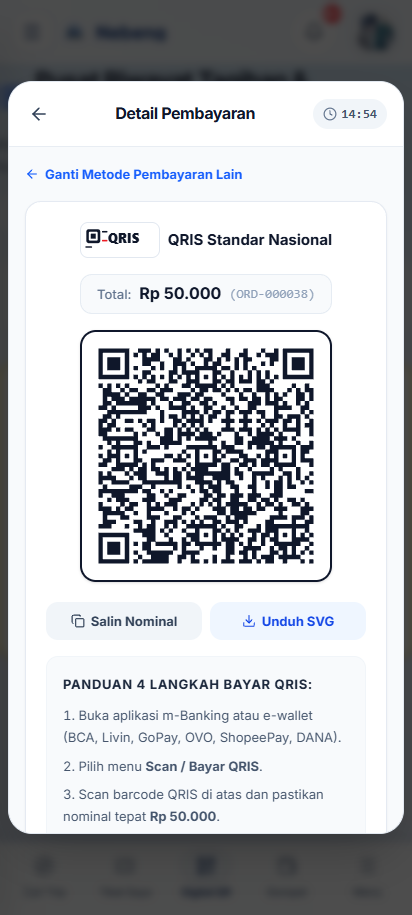 Detail Pembayaran
14:54
Ganti Metode Pembayaran Lain
QRIS
QRIS Standar Nasional
Total: Rp 50.000 (ORD-000038)
Salin Nominal
Unduh SVG
PANDUAN 4 LANGKAH BAYAR QRIS:
1. Buka aplikasi m-Banking atau e-wallet
(BCA, Livin, GoPay, OVO, ShopeePay, DANA).
2. Pilih menu Scan / Bayar QRIS.
3. Scan barcode QRIS di atas dan pastikan
nominal tepat Rp 50.000.